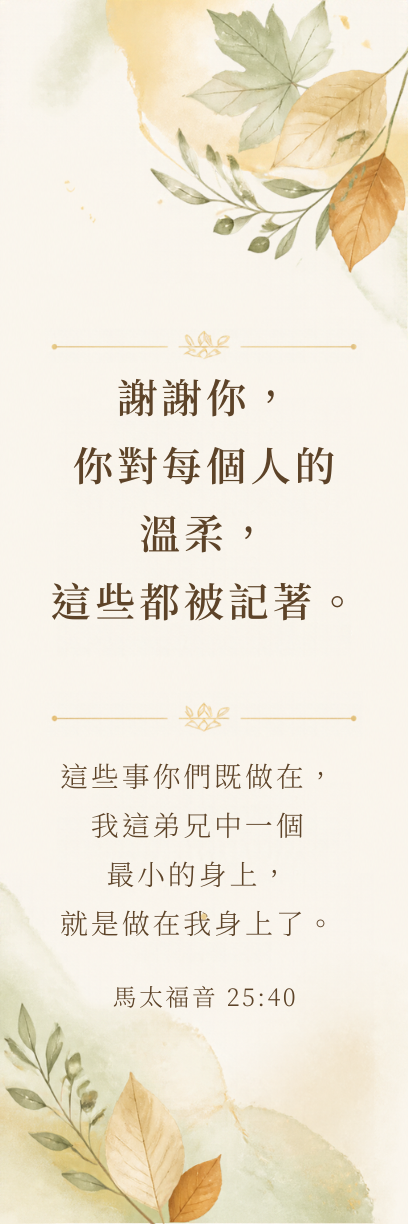 謝謝你，
你對每個人的
溫柔，
這些都被記著。
這些事你們既做在，
我這弟兄中一個
最小的身上，
就是做在我身上了。
馬太福音 25:40